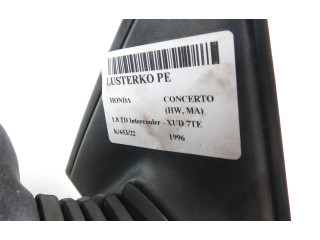 LUSTERKO PE
HONDA CONCERTO
(HW, MA)
1.8 TD Intercooler - XUD 7TE
K/653/22 1996